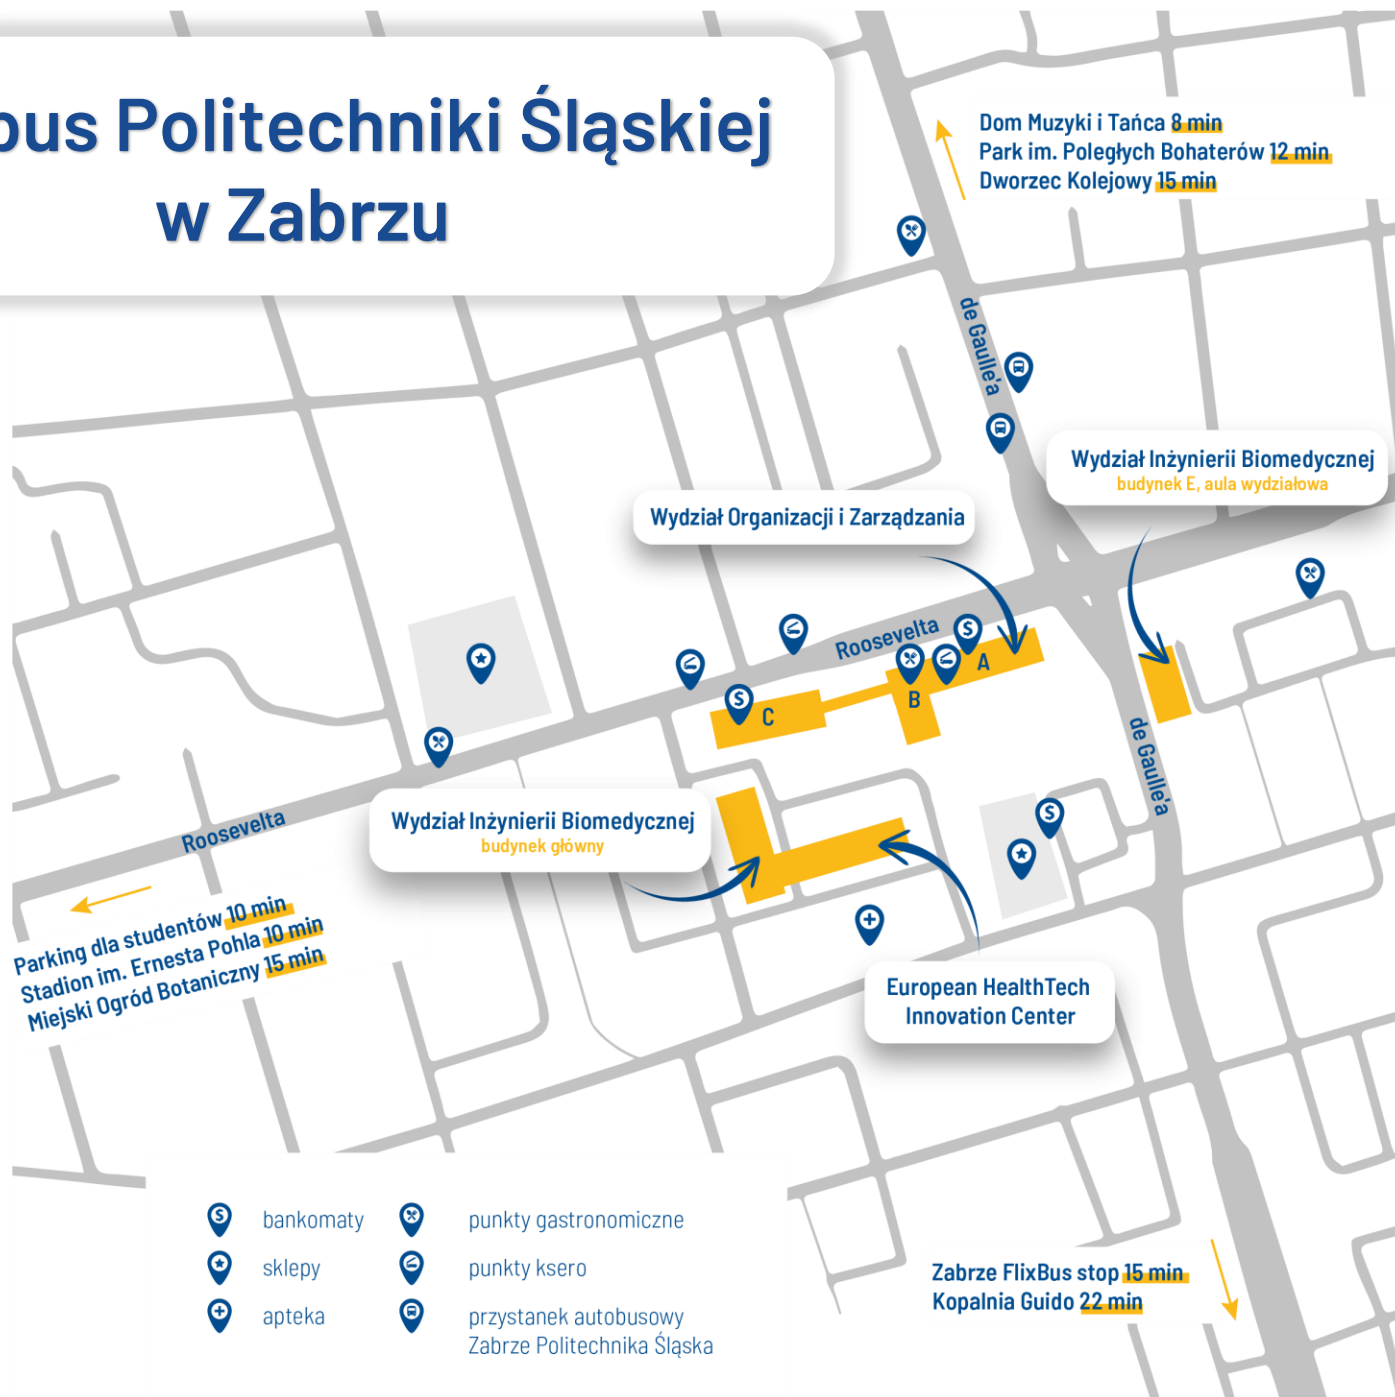 pus Politechniki Śląskiej
w Zabrzu
Dom Muzyki i Tańca 8 min
Park im. Poległych Bohaterów 12 min
Dworzec Kolejowy 15 min
de Gaulle'a
Wydział Inżynierii Biomedycznej
budynek E, aula wydziałowa
Wydział Organizacji i Zarządzania
Roosevelta
A
B
C
de Gaulle'a
Wydział Inżynierii Biomedycznej
budynek główny
Roosevelta
Parking dla studentów 10 min
Stadion im. Ernesta Pohla 10 min
Miejski Ogród Botaniczny 15 min
European HealthTech
Innovation Center
bankomaty
punkty gastronomiczne
sklepy
punkty ksero
apteka
przystanek autobusowy
Zabrze Politechnika Śląska
Zabrze FlixBus stop 15 min
Kopalnia Guido 22 min